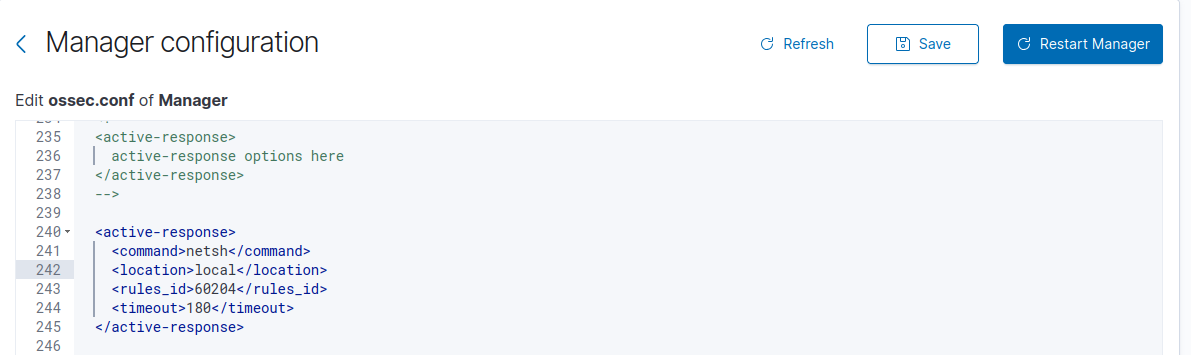 Manager configuration
Refresh
Save
Restart Manager
Edit ossec.conf of Manager
235 <active-response>
236 active-response options here
237 </active-response>
238 -->
239
240 <active-response>
241 <command>netsh</command>
242 <location>local</location>
243 <rules_id>60204</rules_id>
244 <timeout>180</timeout>
245 </active-response>
246